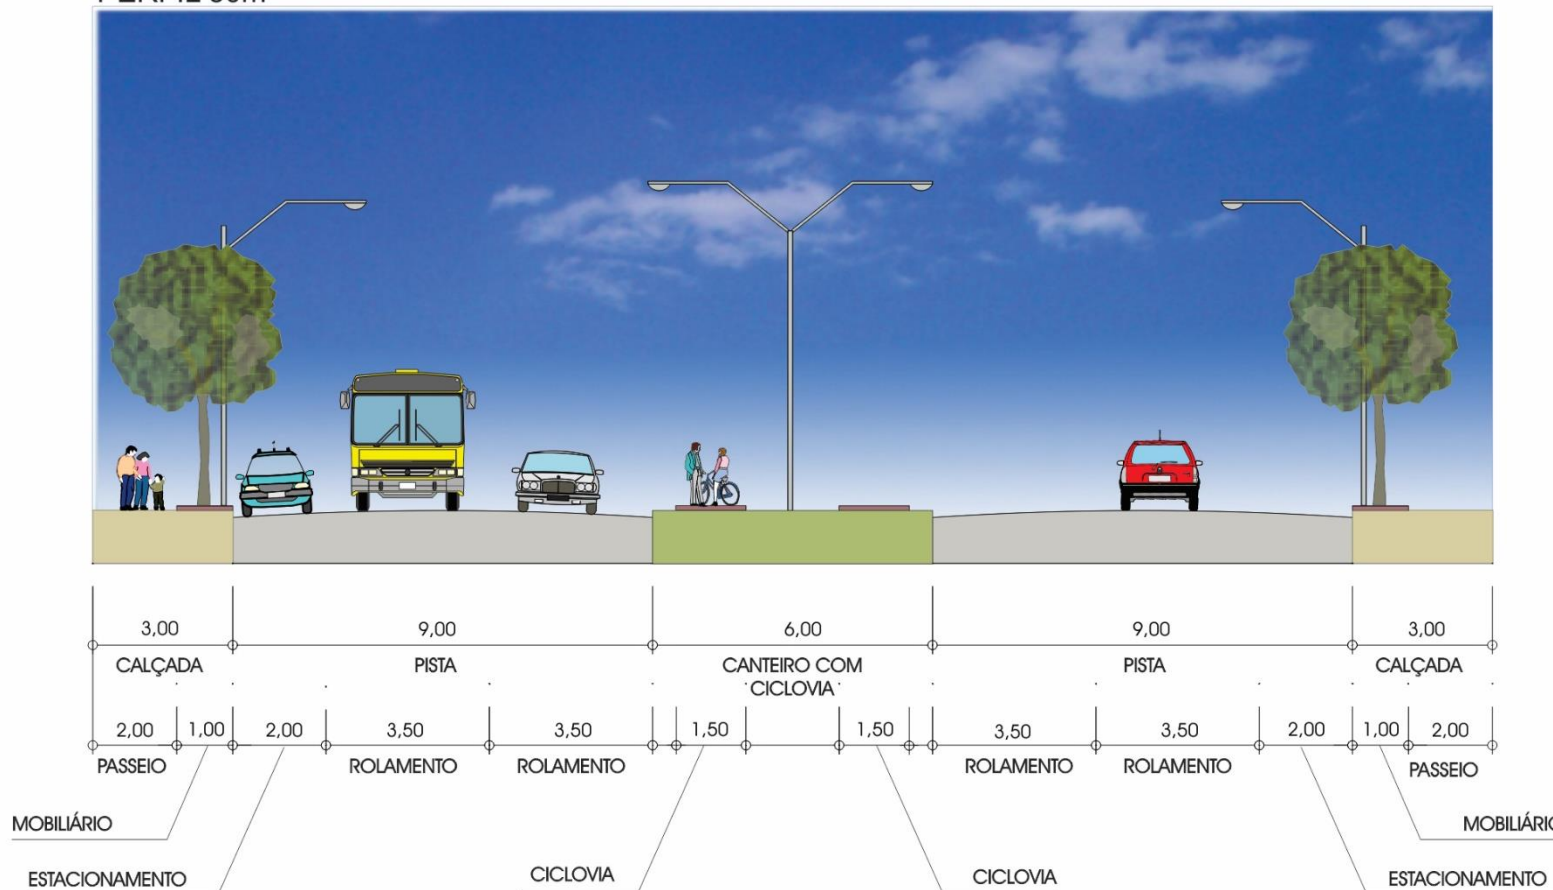 3,00 9,00 6,00 9,00 3,00
CALÇADA PISTA CANTEIRO COM PISTA CALÇADA
CICLOVIA
2,00 1,00 2,00 3,50 3,50 1,50 1,50 3,50 3,50 2,00 1,00 2,00
PASSEIO ROLAMENTO ROLAMENTO ROLAMENTO ROLAMENTO PASSEIO
MOBILIÁRIO MOBILIÁRIO
ESTACIONAMENTO CICLOVIA CICLOVIA ESTACIONAMENTO